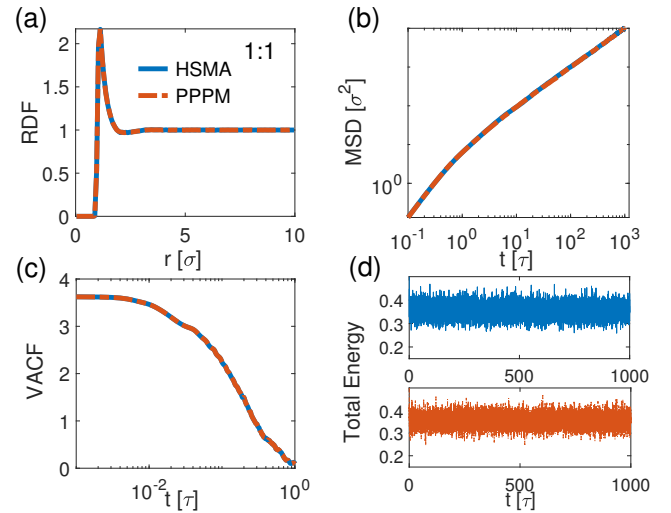 (a)
2
1.5
1
0.5
0
RDF
1:1
HSMA
PPPM
0 5 10
r [σ]
(b)
MSD [σ²]
10⁰
10⁻¹ 10⁰ 10¹ 10² 10³
t [τ]
(c)
4
3
2
1
0
VACF
10⁻² 10⁰
t [τ]
(d)
Total Energy
0.4
0.3
0.2
0 500 1000
0.4
0.3
0.2
0 500 1000
t [τ]